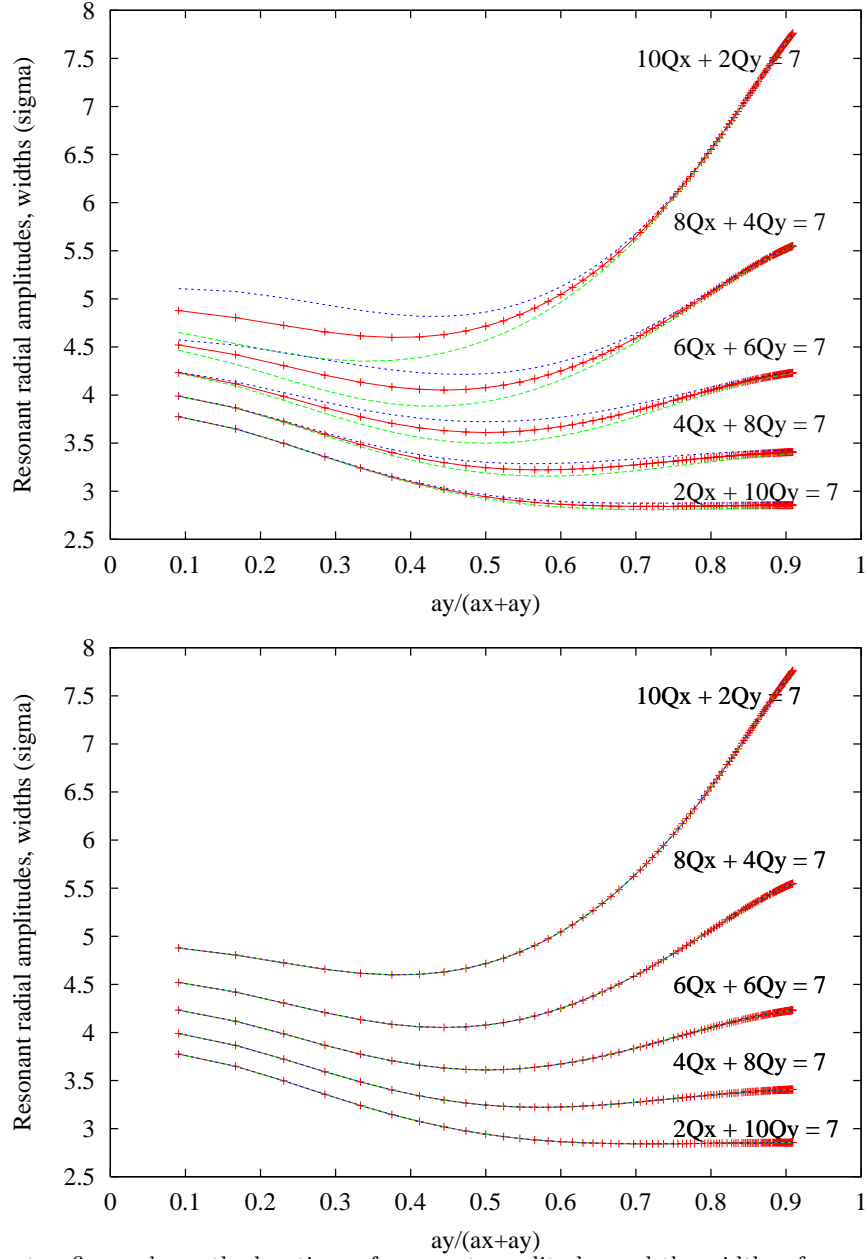 8
7.5
7
6.5
6
5.5
5
4.5
4
3.5
3
2.5
Resonant radial amplitudes, widths (sigma)
10Qx + 2Qy = 7
8Qx + 4Qy = 7
6Qx + 6Qy = 7
4Qx + 8Qy = 7
2Qx + 10Qy = 7
0 0.1 0.2 0.3 0.4 0.5 0.6 0.7 0.8 0.9 1
ay/(ax+ay)
8
7.5
7
6.5
6
5.5
5
4.5
4
3.5
3
2.5
Resonant radial amplitudes, widths (sigma)
10Qx + 2Qy = 7
8Qx + 4Qy = 7
6Qx + 6Qy = 7
4Qx + 8Qy = 7
2Qx + 10Qy = 7
0 0.1 0.2 0.3 0.4 0.5 0.6 0.7 0.8 0.9 1
ay/(ax+ay)